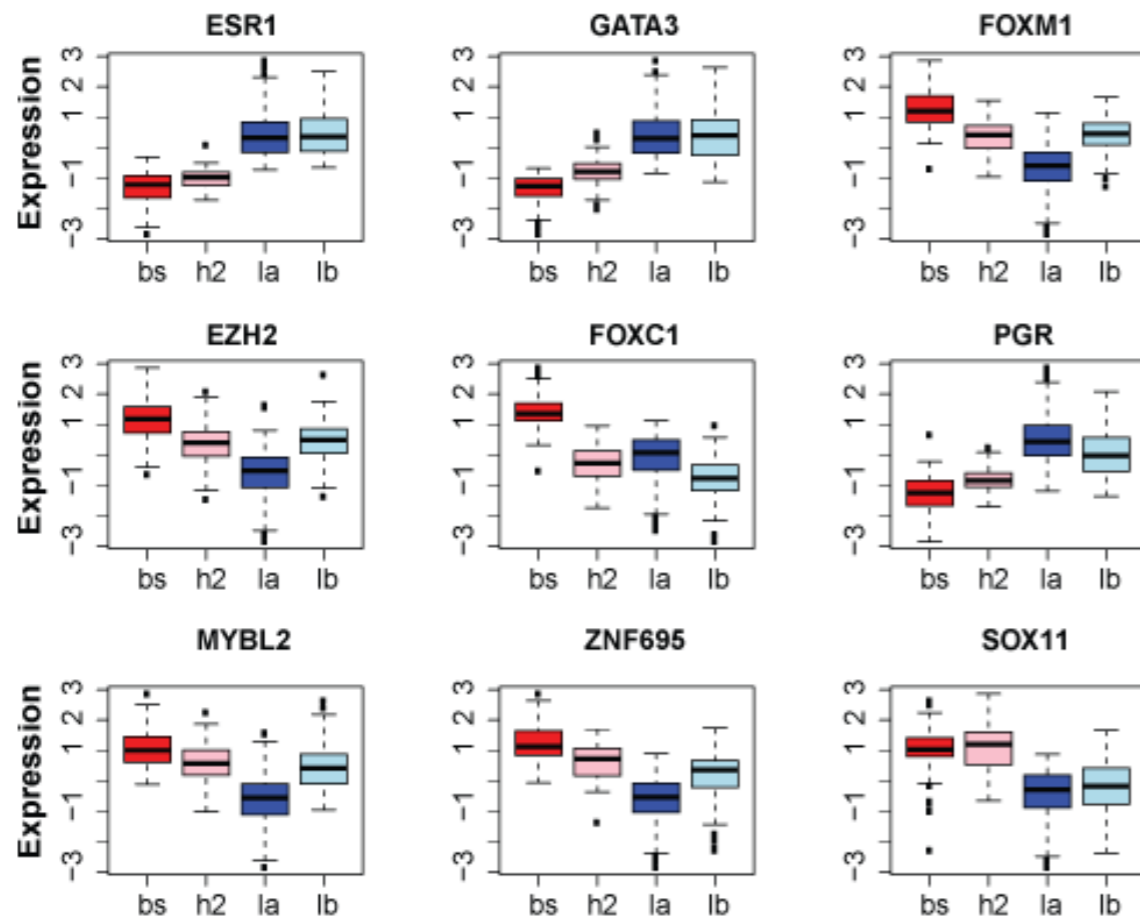 ESR1 GATA3 FOXM1
Expression
3 2 1 -1 -3
bs h2 la lb
3 2 1 -1 -3
bs h2 la lb
3 2 1 -1 -3
bs h2 la lb
EZH2 FOXC1 PGR
Expression
3 2 1 -1 -3
bs h2 la lb
3 2 1 -1 -3
bs h2 la lb
3 2 1 -1 -3
bs h2 la lb
MYBL2 ZNF695 SOX11
Expression
3 2 1 -1 -3
bs h2 la lb
3 2 1 -1 -3
bs h2 la lb
3 2 1 -1 -3
bs h2 la lb